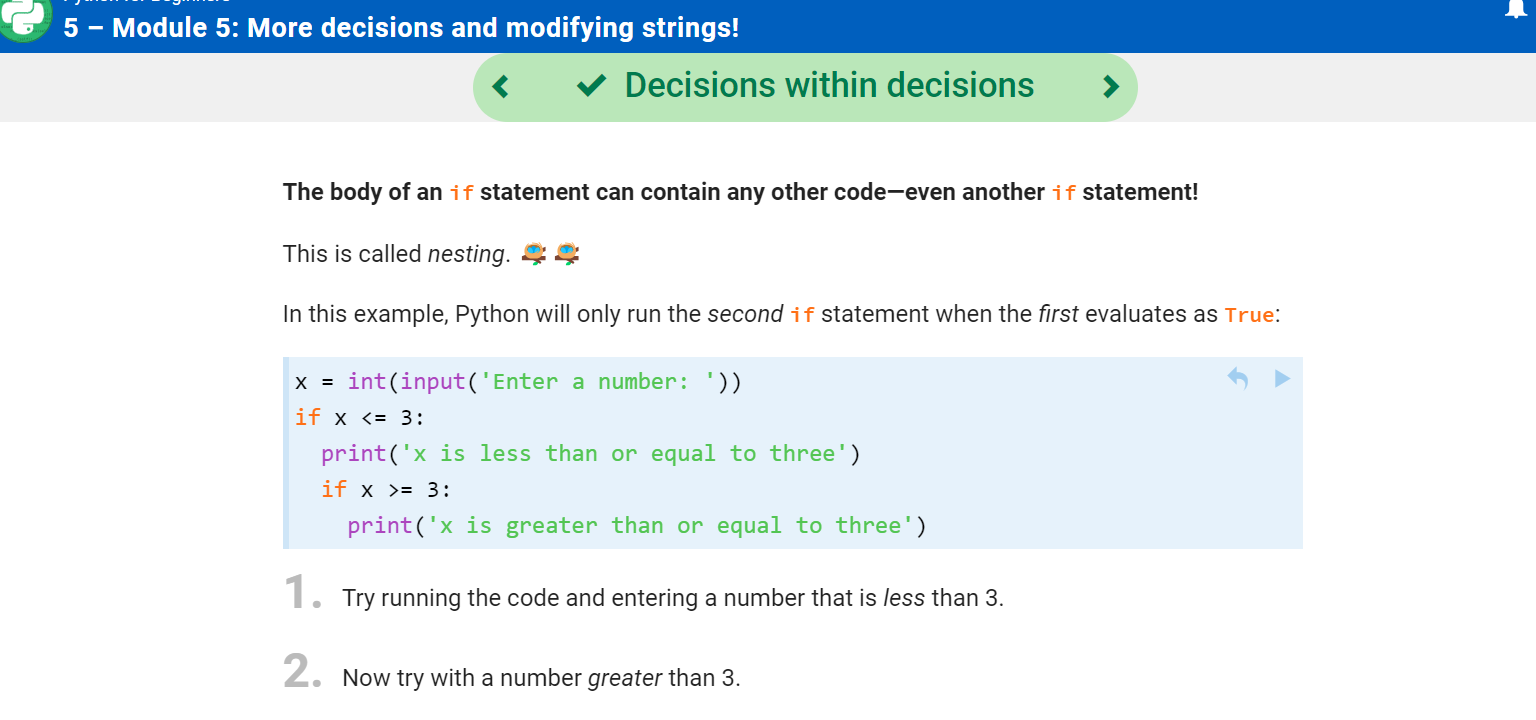 5 – Module 5: More decisions and modifying strings!
Decisions within decisions
The body of an if statement can contain any other code—even another if statement!
This is called nesting.
In this example, Python will only run the second if statement when the first evaluates as True:
x = int(input('Enter a number: '))
if x <= 3:
  print('x is less than or equal to three')
  if x >= 3:
    print('x is greater than or equal to three')
1. Try running the code and entering a number that is less than 3.
2. Now try with a number greater than 3.